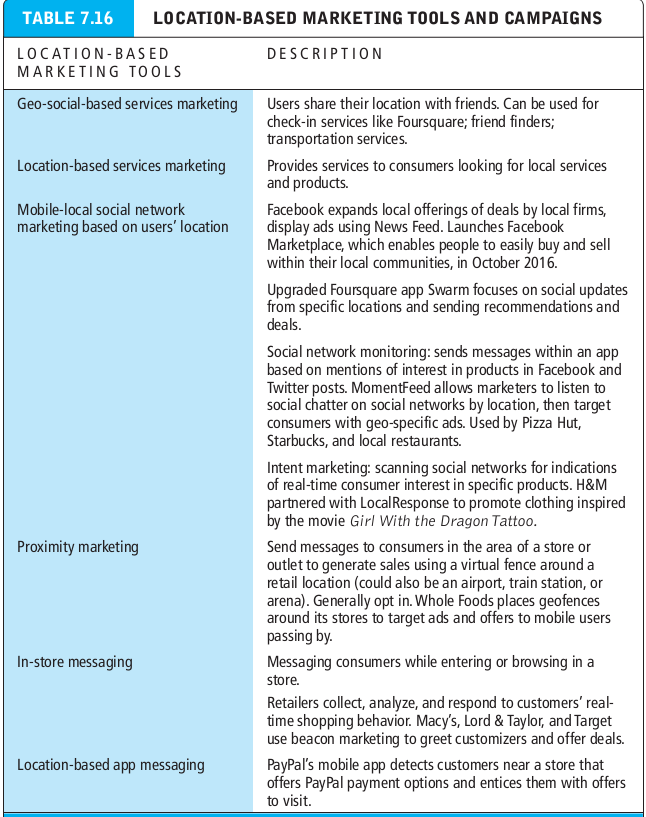 TABLE 7.16 LOCATION-BASED MARKETING TOOLS AND CAMPAIGNS
LOCATION-BASED
MARKETING TOOLS
DESCRIPTION
Geo-social-based services marketing
Users share their location with friends. Can be used for
check-in services like Foursquare; friend finders;
transportation services.
Location-based services marketing
Provides services to consumers looking for local services
and products.
Mobile-local social network
marketing based on users' location
Facebook expands local offerings of deals by local firms,
display ads using News Feed. Launches Facebook
Marketplace, which enables people to easily buy and sell
within their local communities, in October 2016.
Upgraded Foursquare app Swarm focuses on social updates
from specific locations and sending recommendations and
deals.
Social network monitoring: sends messages within an app
based on mentions of interest in products in Facebook and
Twitter posts. MomentFeed allows marketers to listen to
social chatter on social networks by location, then target
consumers with geo-specific ads. Used by Pizza Hut,
Starbucks, and local restaurants.
Intent marketing: scanning social networks for indications
of real-time consumer interest in specific products. H&M
partnered with LocalResponse to promote clothing inspired
by the movie Girl With the Dragon Tattoo.
Proximity marketing
Send messages to consumers in the area of a store or
outlet to generate sales using a virtual fence around a
retail location (could also be an airport, train station, or
arena). Generally opt in. Whole Foods places geofences
around its stores to target ads and offers to mobile users
passing by.
In-store messaging
Messaging consumers while entering or browsing in a
store.
Retailers collect, analyze, and respond to customers' real-
time shopping behavior. Macy's, Lord & Taylor, and Target
use beacon marketing to greet customizers and offer deals.
Location-based app messaging
PayPal's mobile app detects customers near a store that
offers PayPal payment options and entices them with offers
to visit.